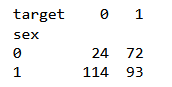 target 0 1
sex
0 24 72
1 114 93